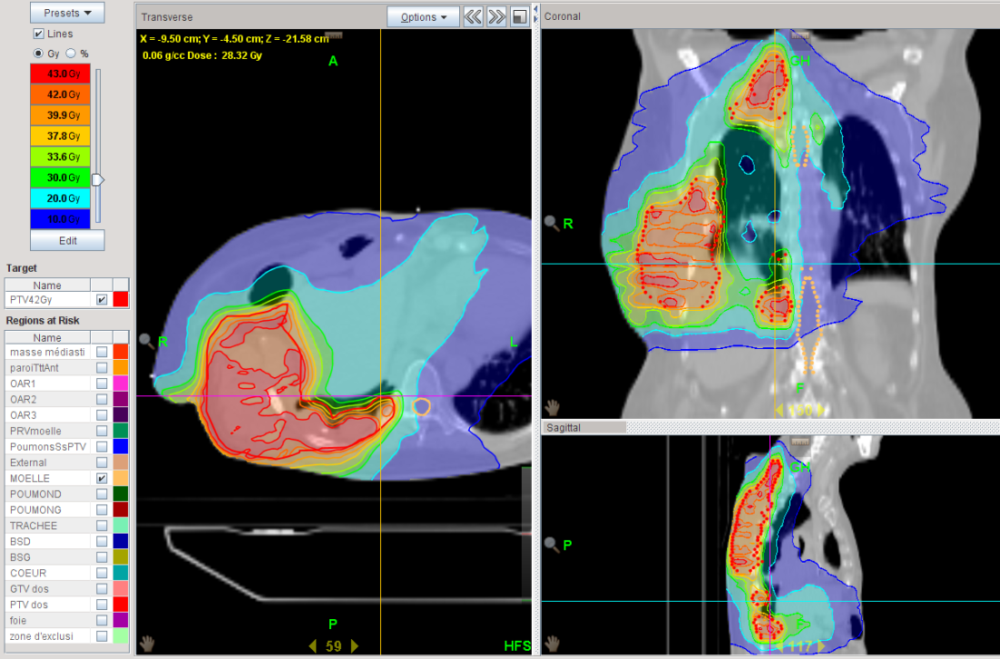 Presets
Lines
Gy %
43.0 Gy
42.0 Gy
39.9 Gy
37.8 Gy
33.6 Gy
30.0 Gy
20.0 Gy
10.0 Gy
Edit
Target
Name
PTV42Gy
Regions at Risk
Name
masse médiasti
paroiTttAnt
OAR1
OAR2
OAR3
PRVmoelle
PoumonsSsPTV
External
MOELLE
POUMOND
POUMONG
TRACHEE
BSD
BSG
COEUR
GTV dos
PTV dos
foie
zone d'exclusi
Transverse
Options
X = -9.50 cm; Y = -4.50 cm; Z = -21.58 cm
0.06 g/cc Dose : 28.32 Gy
A
R
L
P
59
HFS
Coronal
R
F
Sagittal
P
117